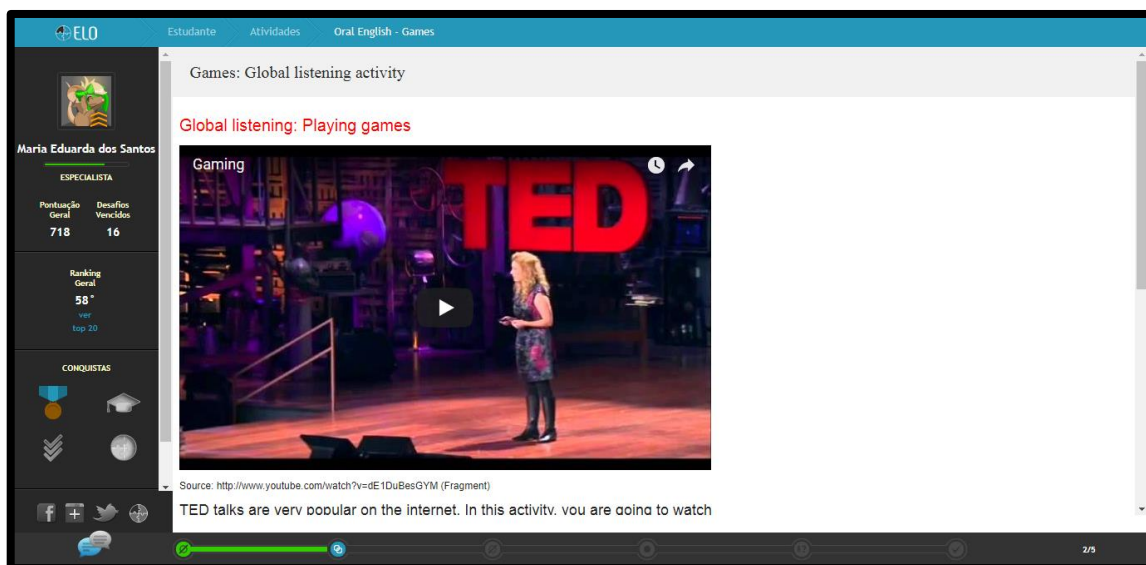 ELO
Estudante Atividades Oral English - Games
Maria Eduarda dos Santos
ESPECIALISTA
Pontuação Geral
718
Desafios Vencidos
16
Ranking
Geral
58°
ver
top 20
CONQUISTAS
Games: Global listening activity
Global listening: Playing games
Gaming
TED
Source: http://www.youtube.com/watch?v=dE1DuBesGYM (Fragment)
TED talks are very popular on the internet. In this activity, you are going to watch
2/5